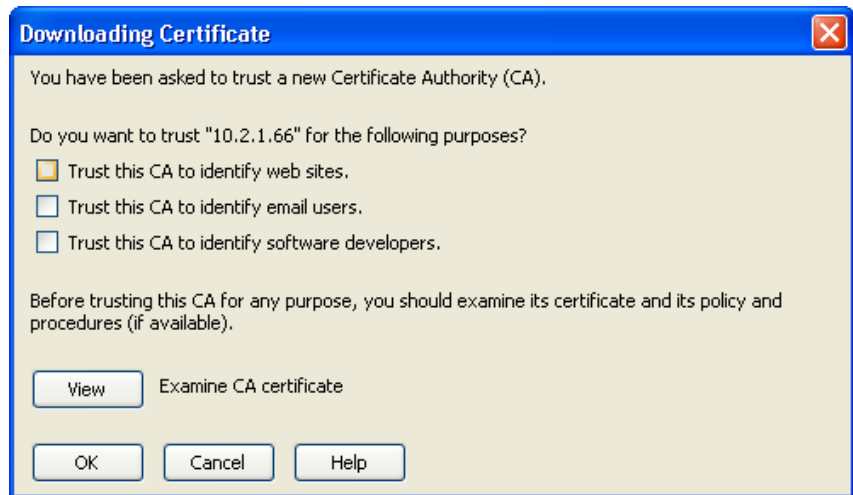 Downloading Certificate
You have been asked to trust a new Certificate Authority (CA).
Do you want to trust "10.2.1.66" for the following purposes?
Trust this CA to identify web sites.
Trust this CA to identify email users.
Trust this CA to identify software developers.
Before trusting this CA for any purpose, you should examine its certificate and its policy and
procedures (if available).
View Examine CA certificate
OK Cancel Help